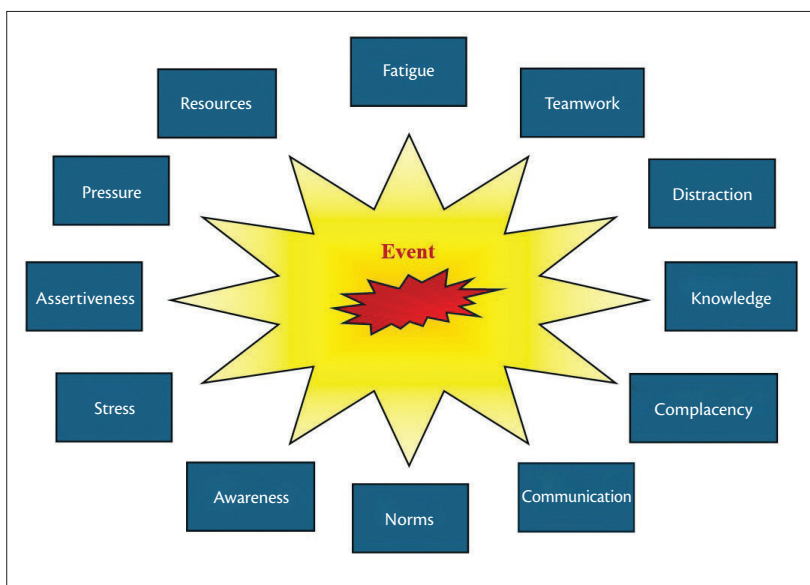 Fatigue
Resources
Teamwork
Pressure
Distraction
Event
Assertiveness
Knowledge
Stress
Complacency
Awareness
Norms
Communication